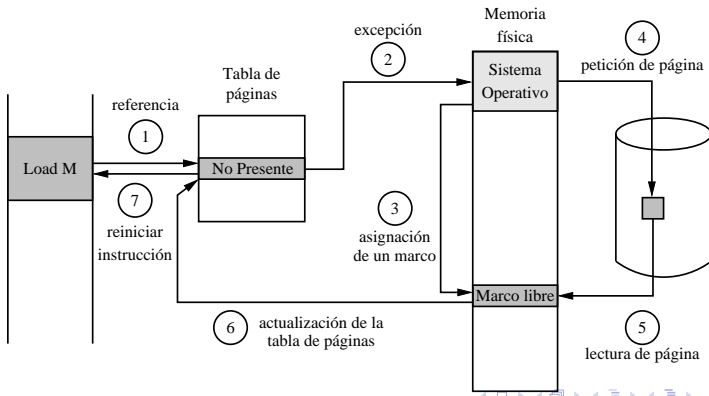 Memoria
física
excepción
4
2
petición de página
Tabla de
páginas
Sistema
Operativo
referencia
1
Load M
No Presente
7
reiniciar
instrucción
3
asignación
de un marco
Marco libre
6
actualización de la
tabla de páginas
5
lectura de página